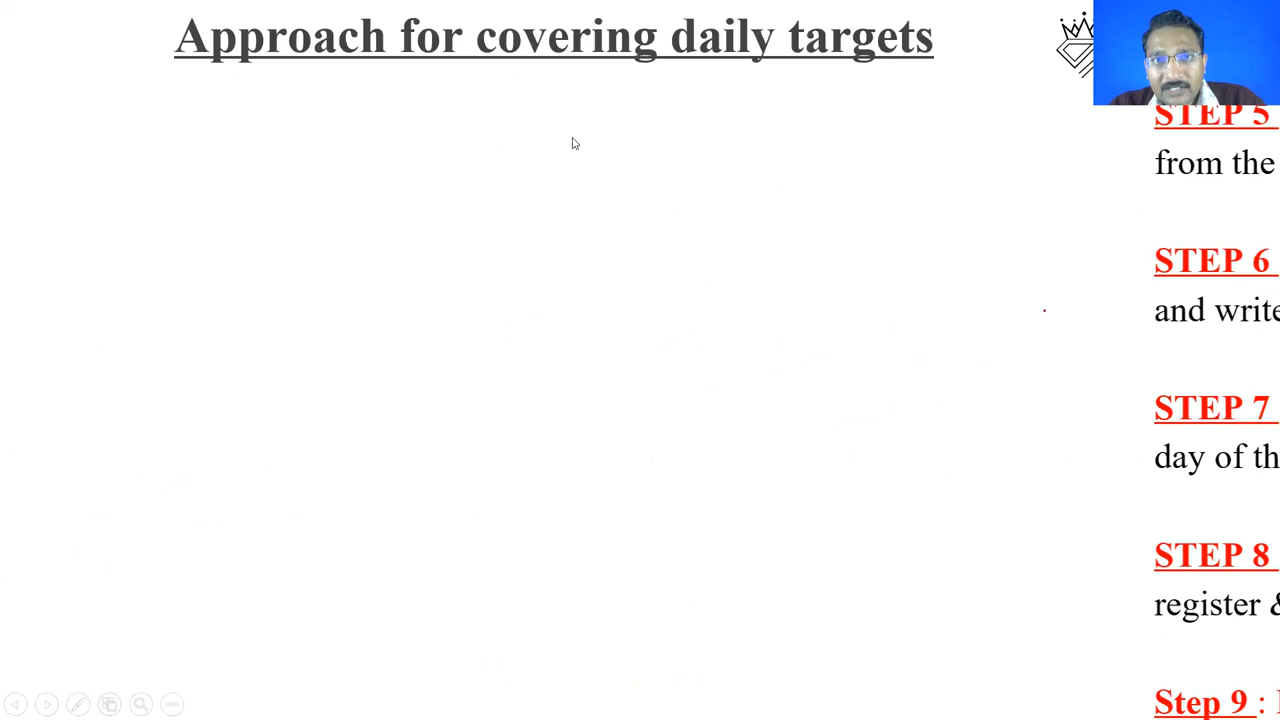 Approach for covering daily targets
STEP 5
from the
STEP 6
and write
STEP 7
day of th
STEP 8
register &
Step 9 :